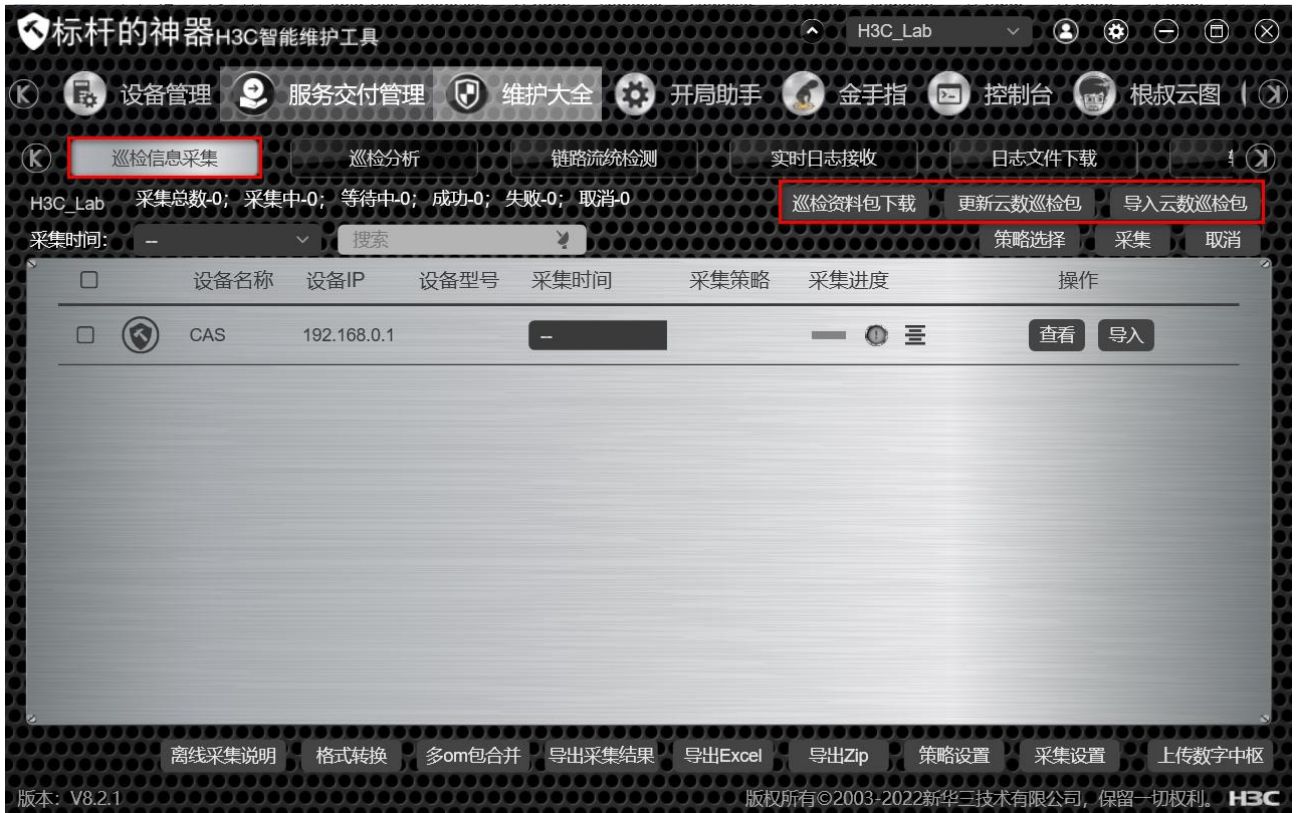 标杆的神器H3C智能维护工具 H3C_Lab
设备管理 服务交付管理 维护大全 开局助手 金手指 控制台 根叔云图
巡检信息采集 巡检分析 链路流统检测 实时日志接收 日志文件下载
H3C_Lab 采集总数-0; 采集中-0; 等待中-0; 成功-0; 失败-0; 取消-0 巡检资料包下载 更新云数巡检包 导入云数巡检包
采集时间: -- 搜索 策略选择 采集 取消
设备名称 设备IP 设备型号 采集时间 采集策略 采集进度 操作
CAS 192.168.0.1 -- 查看 导入
离线采集说明 格式转换 多om包合并 导出采集结果 导出Excel 导出Zip 策略设置 采集设置 上传数字中枢
版本: V8.2.1 版权所有©2003-2022新华三技术有限公司, 保留一切权利。 H3C